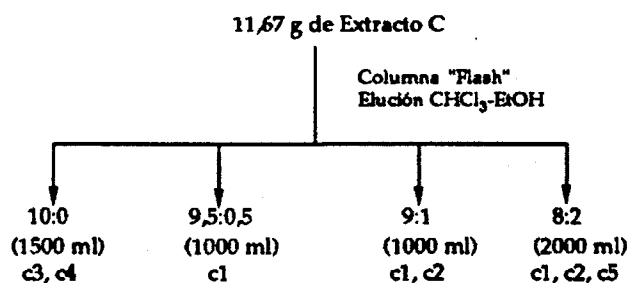 11,67 g de Extracto C
Columna "Flash"
Elución CHCl₃-EtOH
10:0
(1500 ml)
c3, c4
9,5:0,5
(1000 ml)
c1
9:1
(1000 ml)
c1, c2
8:2
(2000 ml)
c1, c2, c5